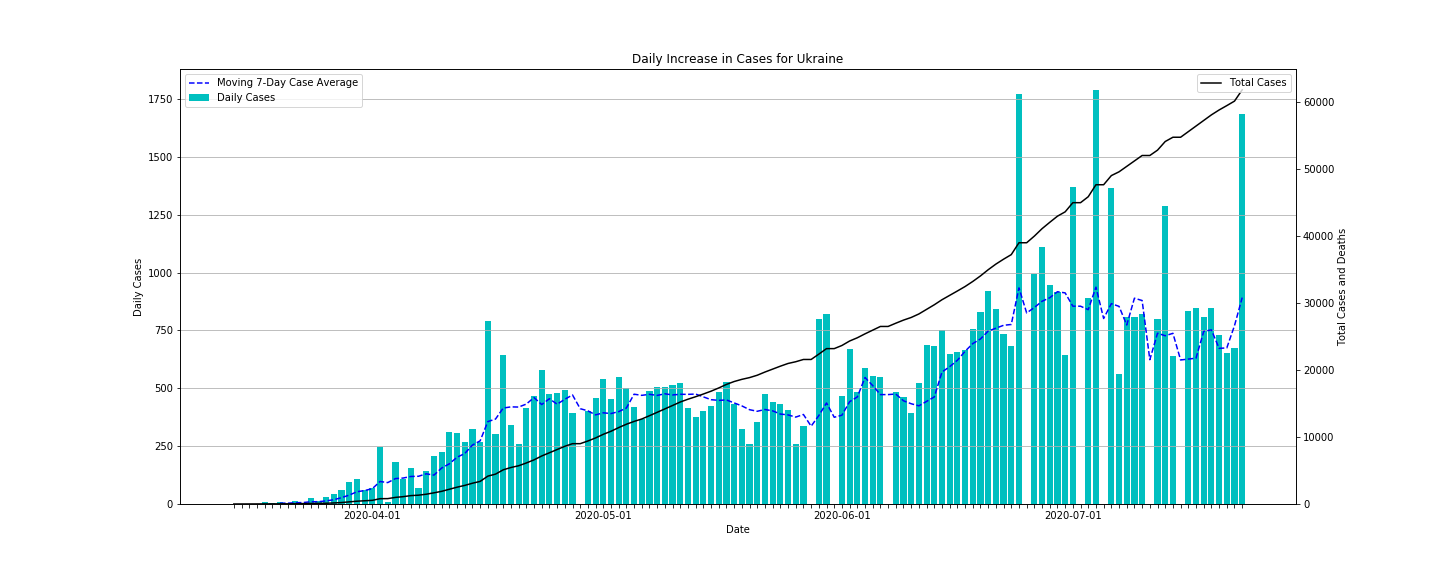 Daily Increase in Cases for Ukraine
Moving 7-Day Case Average
Daily Cases
Total Cases
1750
1500
1250
1000
750
500
250
0
Daily Cases
60000
50000
40000
30000
20000
10000
0
Total Cases and Deaths
2020-04-01
2020-05-01
2020-06-01
2020-07-01
Date